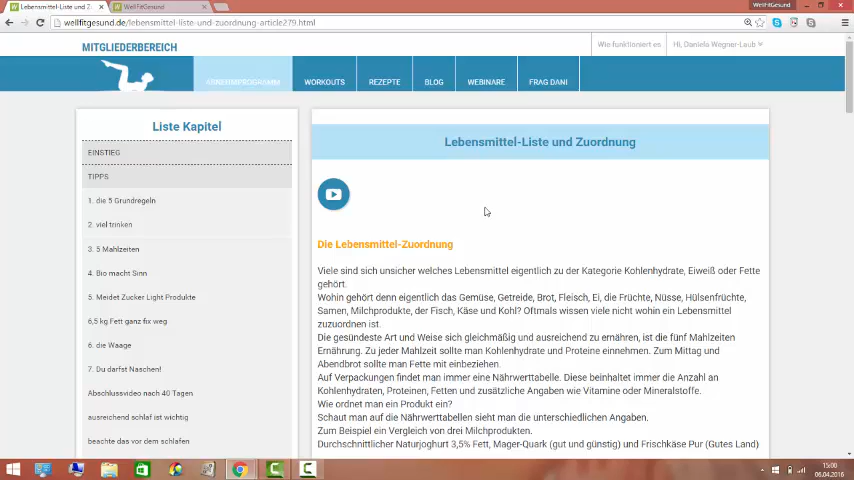 Lebensmittel-Liste und Z
WellFitGesund
WellFitGesund
wellfitgesund.de/lebensmittel-liste-und-zuordnung-article279.html
MITGLIEDERBEREICH
Wie funktioniert es
Hi, Daniela Wegner-Laub
ABNEHMPROGRAMM
WORKOUTS
REZEPTE
BLOG
WEBINARE
FRAG DANI
Liste Kapitel
EINSTIEG
TIPPS
1. die 5 Grundregeln
2. viel trinken
3. 5 Mahlzeiten
4. Bio macht Sinn
5. Meidet Zucker Light Produkte
6,5 kg Fett ganz fix weg
6. die Waage
7. Du darfst Naschen!
Abschlussvideo nach 40 Tagen
ausreichend schlaf ist wichtig
beachte das vor dem schlafen
Lebensmittel-Liste und Zuordnung
Die Lebensmittel-Zuordnung
Viele sind sich unsicher welches Lebensmittel eigentlich zu der Kategorie Kohlenhydrate, Eiweiß oder Fette
gehört.
Wohin gehört denn eigentlich das Gemüse, Getreide, Brot, Fleisch, Ei, die Früchte, Nüsse, Hülsenfrüchte,
Samen, Milchprodukte, der Fisch, Käse und Kohl? Oftmals wissen viele nicht wohin ein Lebensmittel
zuzuordnen ist.
Die gesündeste Art und Weise sich gleichmäßig und ausreichend zu ernähren, ist die fünf Mahlzeiten
Ernährung. Zu jeder Mahlzeit sollte man Kohlenhydrate und Proteine einnehmen. Zum Mittag und
Abendbrot sollte man Fette mit einbeziehen.
Auf Verpackungen findet man immer eine Nährwerttabelle. Diese beinhaltet immer die Anzahl an
Kohlenhydraten, Proteinen, Fetten und zusätzliche Angaben wie Vitamine oder Mineralstoffe.
Wie ordnet man ein Produkt ein?
Schaut man auf die Nährwerttabellen sieht man die unterschiedlichen Angaben.
Zum Beispiel ein Vergleich von drei Milchprodukten.
Durchschnittlicher Naturjoghurt 3,5% Fett, Mager-Quark (gut und günstig) und Frischkäse Pur (Gutes Land)
15:00
06.04.2016